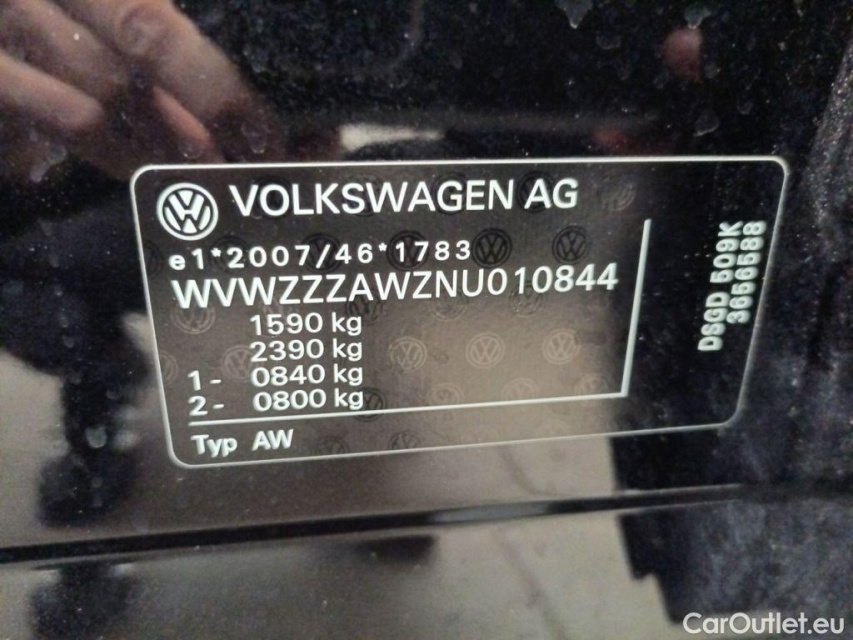 VOLKSWAGEN AG
e1*2007/46*1783
WVWZZZAWZNU010844
1590 kg
2390 kg
1- 0840 kg
2- 0800 kg
Typ AW
DSGD 509K
3656588
CarOutlet.eu